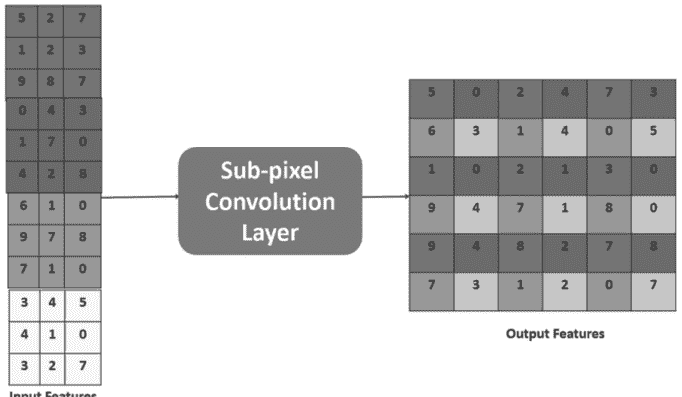 5 2 7
1 2 3
9 8 7
0 4 3
1 7 0
4 2 8
6 1 0
9 7 8
7 1 0
3 4 5
4 1 0
3 2 7
Input Features
Sub-pixel
Convolution
Layer
5 0 2 4 7 3
6 3 1 4 0 5
1 0 2 1 3 0
9 4 7 1 8 0
9 4 8 2 7 8
7 3 1 2 0 7
Output Features